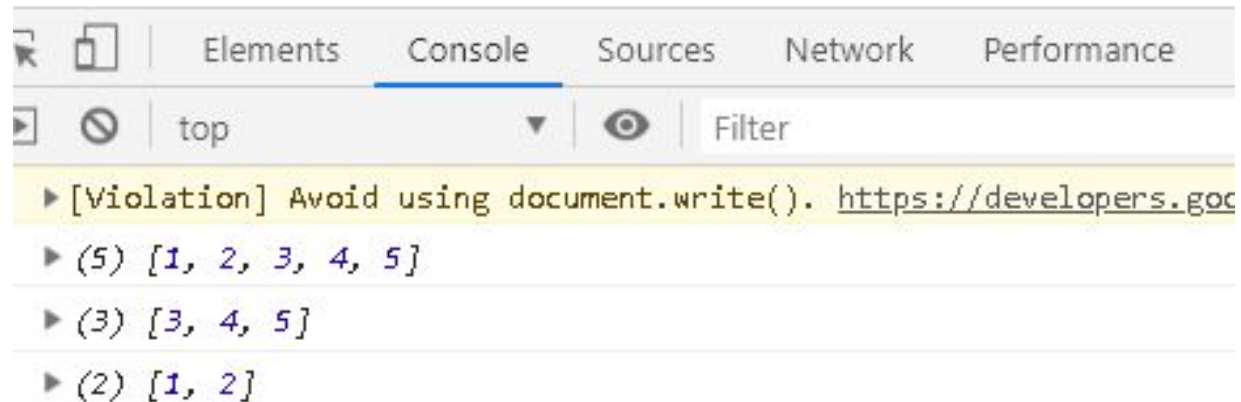 Elements Console Sources Network Performance
top Filter
[Violation] Avoid using document.write(). https://developers.goo
(5) [1, 2, 3, 4, 5]
(3) [3, 4, 5]
(2) [1, 2]